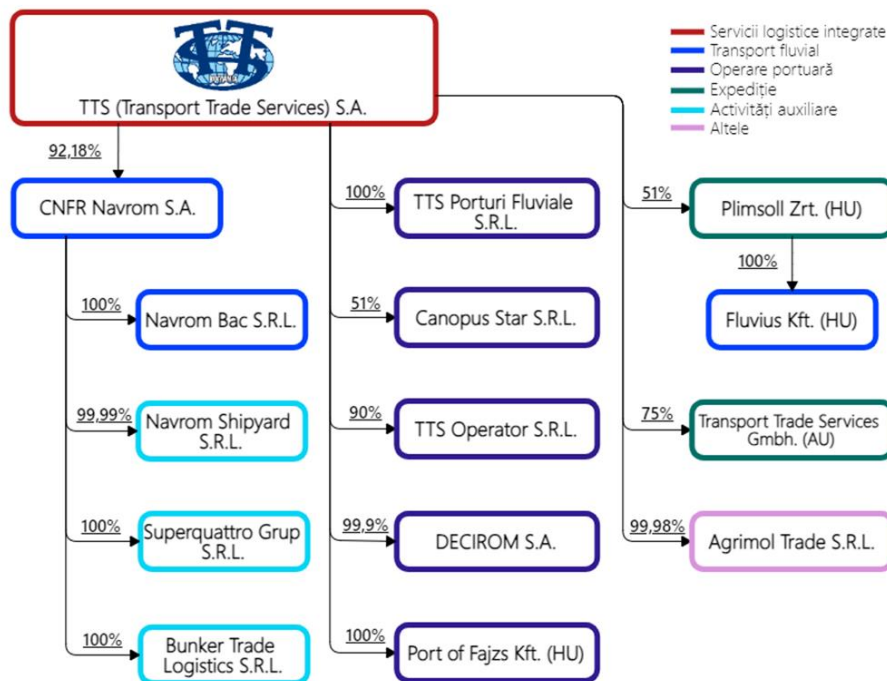 TTS (Transport Trade Services) S.A.
Servicii logistice integrate
Transport fluvial
Operare portuară
Expediție
Activități auxiliare
Altele
92,18%
CNFR Navrom S.A.
100%
TTS Porturi Fluviale
S.R.L.
51%
Plimsoll Zrt. (HU)
100%
100%
Navrom Bac S.R.L.
51%
Canopus Star S.R.L.
Fluvius Kft. (HU)
99,99%
Navrom Shipyard
S.R.L.
90%
TTS Operator S.R.L.
75%
Transport Trade Services
Gmbh. (AU)
100%
Superquattro Grup
S.R.L.
99,9%
DECIROM S.A.
99,98%
Agrimol Trade S.R.L.
100%
Bunker Trade
Logistics S.R.L.
100%
Port of Fajzs Kft. (HU)